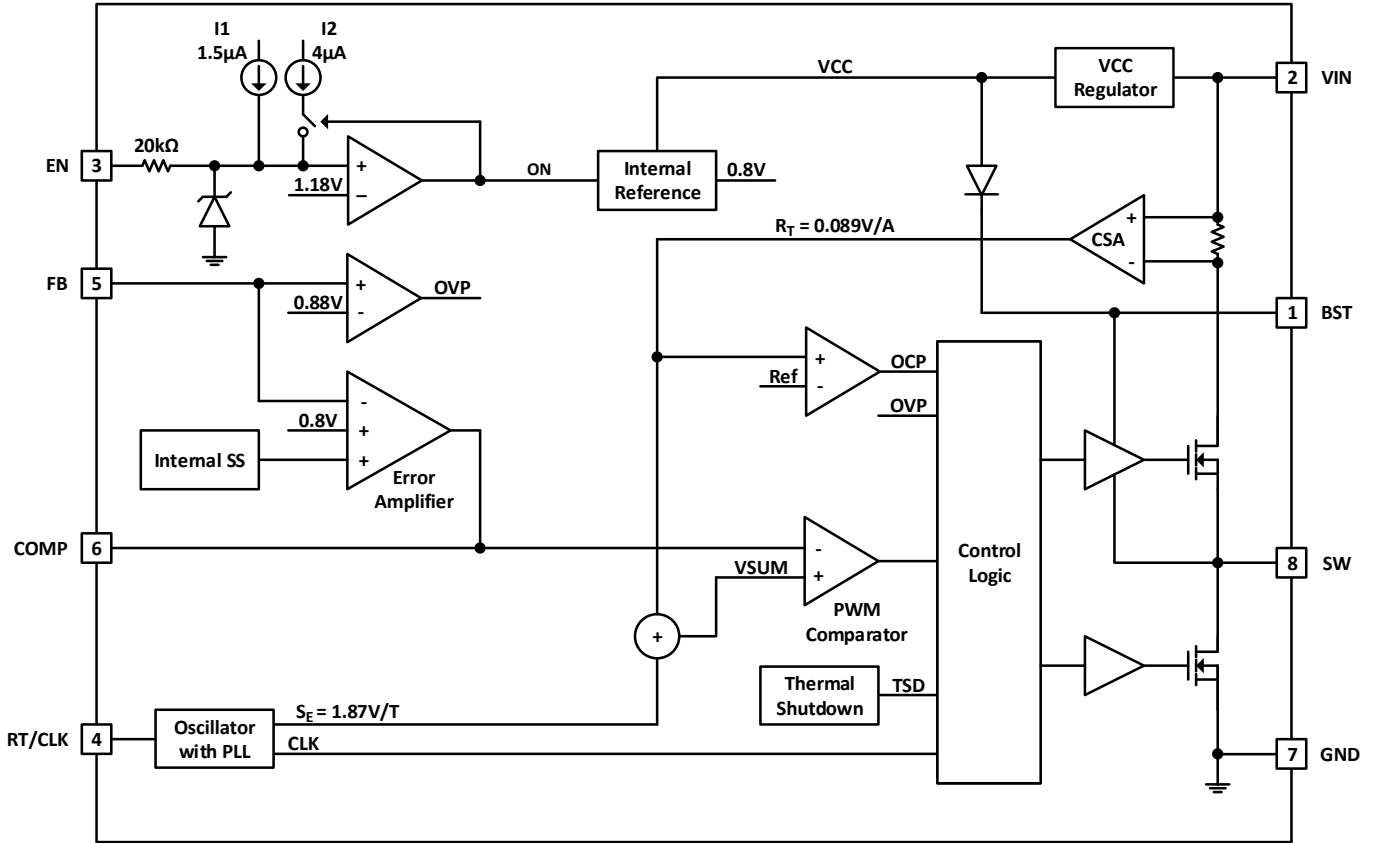 I1
1.5µA
I2
4µA
VCC
VCC
Regulator
2
VIN
20kΩ
EN
3
+
1.18V
−
ON
Internal
Reference
0.8V
RT = 0.089V/A
CSA
+
-
FB
5
+
0.88V
-
OVP
1
BST
+
Ref
-
OCP
OVP
-
0.8V
+
Internal SS
+
Error
Amplifier
COMP
6
-
VSUM
+
PWM
Comparator
Control
Logic
8
SW
+
Thermal
Shutdown
TSD
SE = 1.87V/T
RT/CLK
4
Oscillator
with PLL
CLK
7
GND